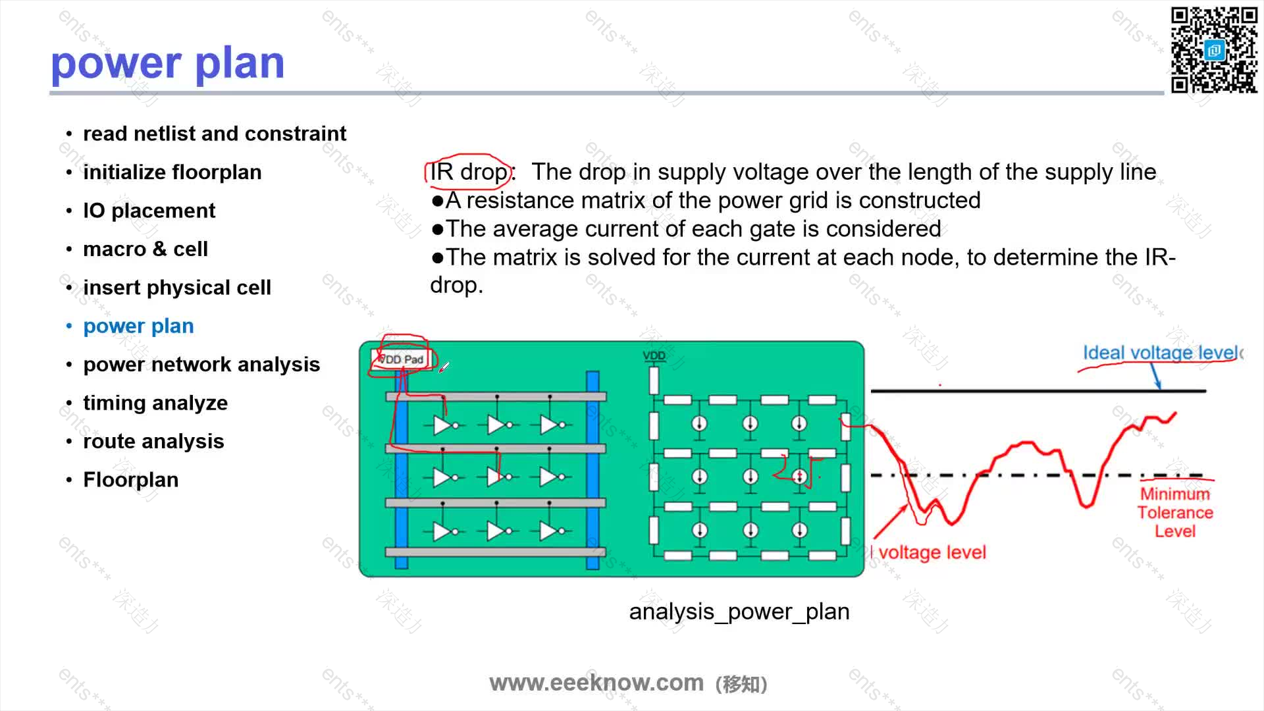 power plan
• read netlist and constraint
• initialize floorplan
• IO placement
• macro & cell
• insert physical cell
• power plan
• power network analysis
• timing analyze
• route analysis
• Floorplan
IR drop: The drop in supply voltage over the length of the supply line
●A resistance matrix of the power grid is constructed
●The average current of each gate is considered
●The matrix is solved for the current at each node, to determine the IR-
drop.
VDD Pad
VDD
Ideal voltage level
Minimum
Tolerance
Level
l voltage level
analysis_power_plan
www.eeeknow.com（移知）
ents***